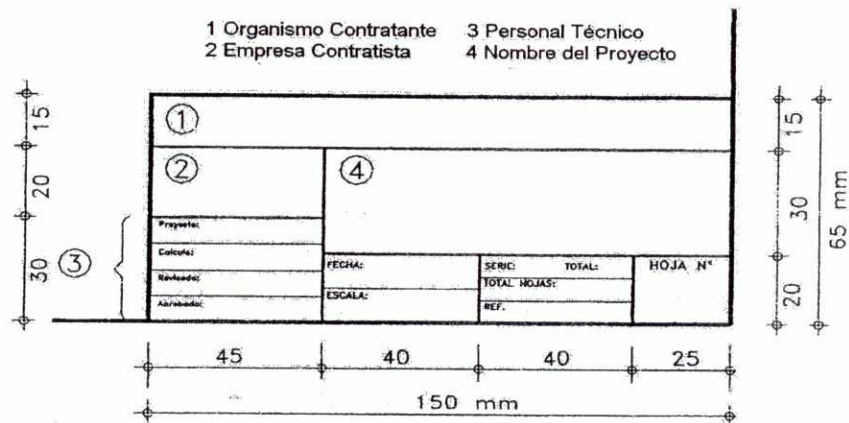 1 Organismo Contratante 3 Personal Técnico
2 Empresa Contratista 4 Nombre del Proyecto
15
20
30
3
1
2
4
Proyecto:
Calculo:
Revisado:
Aprobado:
FECHA:
ESCALA:
SERIE: TOTAL:
TOTAL HOJAS:
REF.
HOJA N°
15
30
20
65 mm
45 40 40 25
150 mm